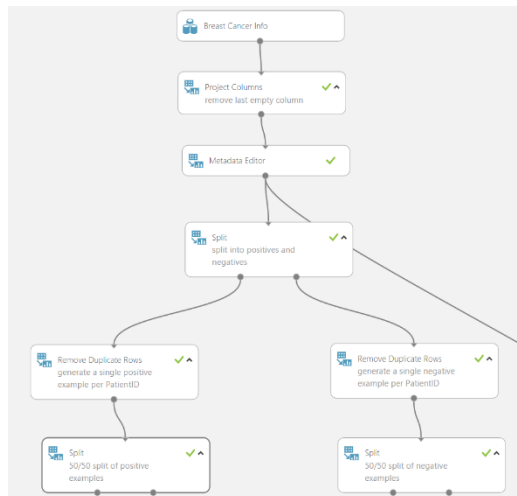 Breast Cancer Info
Project Columns
remove last empty column
Metadata Editor
Split
split into positives and
negatives
Remove Duplicate Rows
generate a single positive
example per PatientID
Remove Duplicate Rows
generate a single negative
example per PatientID
Split
50/50 split of positive
examples
Split
50/50 split of negative
examples